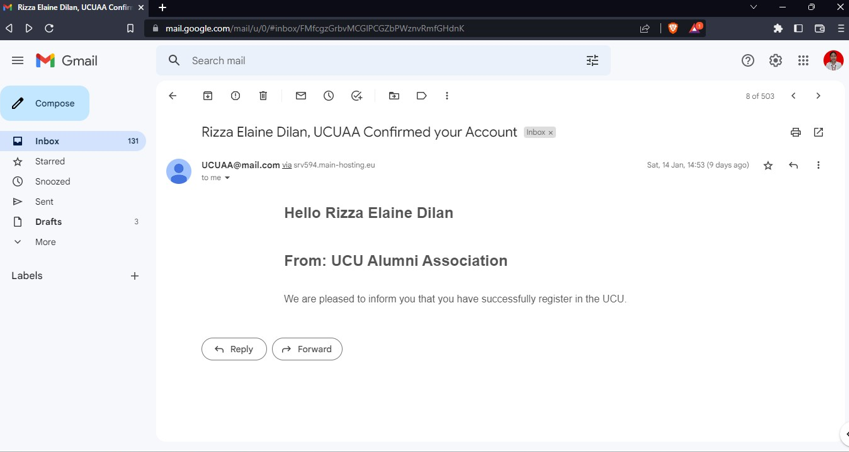 Rizza Elaine Dilan, UCUAA Confirm
mail.google.com/mail/u/0/#inbox/FMfcgzGrbvMCGlPCGZbPWznvRmfGHdnK
1
Gmail
Search mail
Compose
8 of 503
Rizza Elaine Dilan, UCUAA Confirmed your Account Inbox ×
Inbox 131
Starred
Snoozed
Sent
Drafts 3
More
Labels +
UCUAA@mail.com via srv594.main-hosting.eu
Sat, 14 Jan, 14:53 (9 days ago)
to me
Hello Rizza Elaine Dilan
From: UCU Alumni Association
We are pleased to inform you that you have successfully register in the UCU.
Reply
Forward